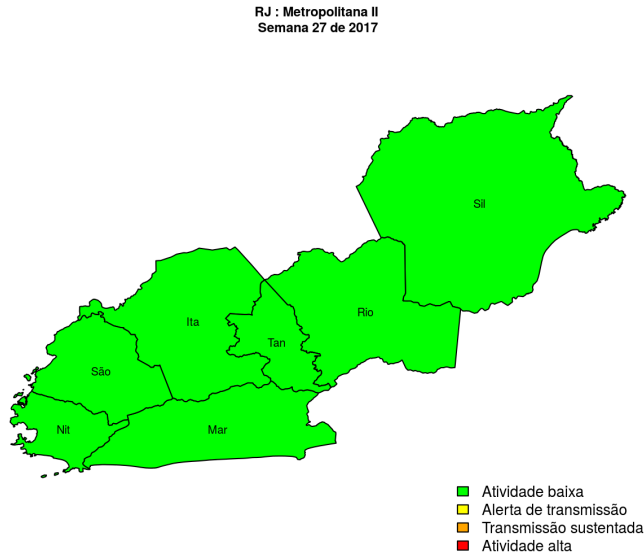 RJ : Metropolitana II
Semana 27 de 2017
Sil
Rio
Ita
Tan
São
Nit
Mar
Atividade baixa
Alerta de transmissão
Transmissão sustentada
Atividade alta